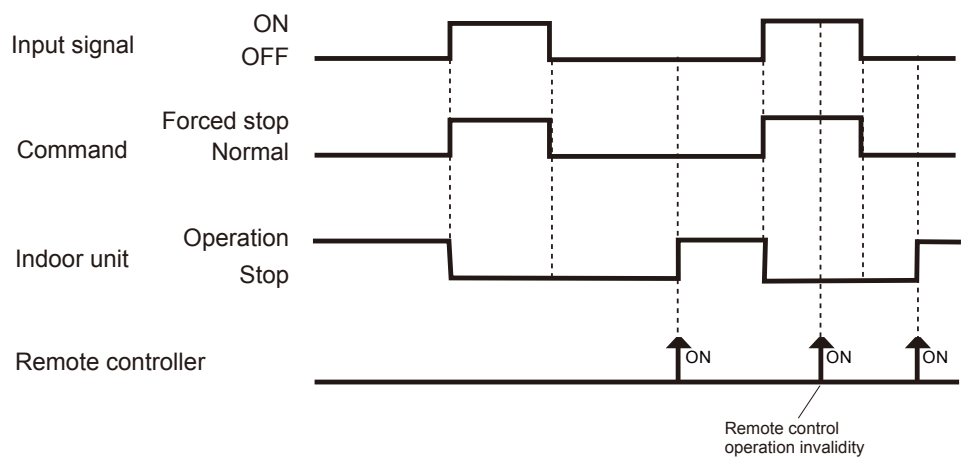 Input signal
ON
OFF
Command
Forced stop
Normal
Indoor unit
Operation
Stop
Remote controller
ON
ON
ON
Remote control
operation invalidity